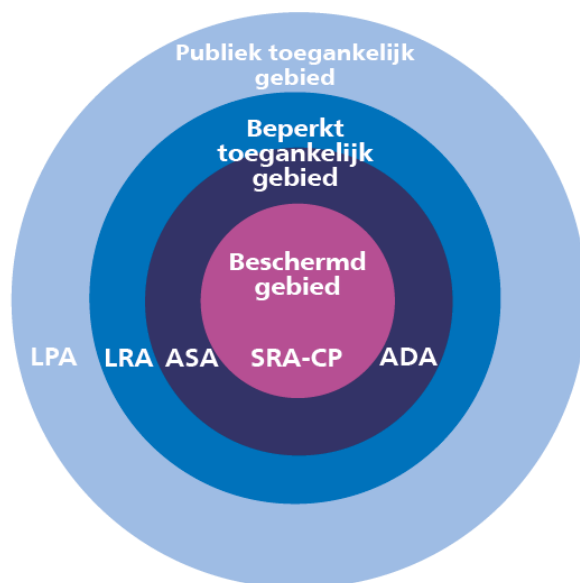 Publiek toegankelijk
gebied
Beperkt
toegankelijk
gebied
Beschermd
gebied
LPA LRA ASA SRA-CP ADA